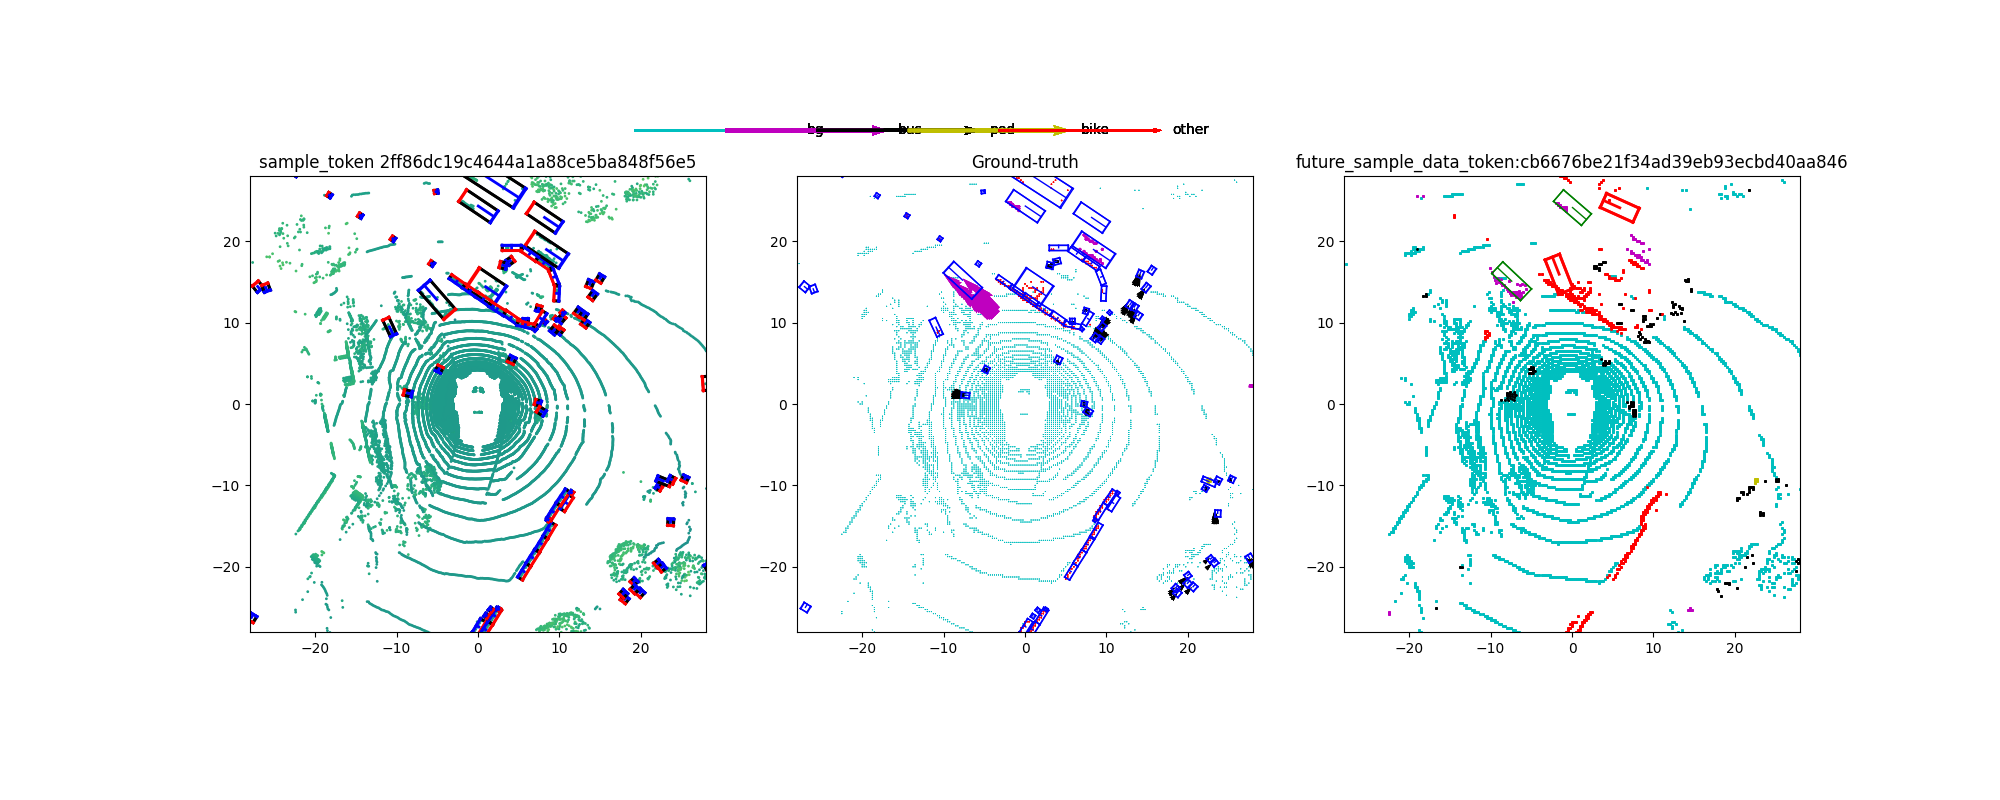 bg bus ped bike other
sample_token 2ff86dc19c4644a1a88ce5ba848f56e5
Ground-truth
future_sample_data_token:cb6676be21f34ad39eb93ecbd40aa846
20
10
0
−10
−20
−20 −10 0 10 20
20
10
0
−10
−20
−20 −10 0 10 20
20
10
0
−10
−20
−20 −10 0 10 20